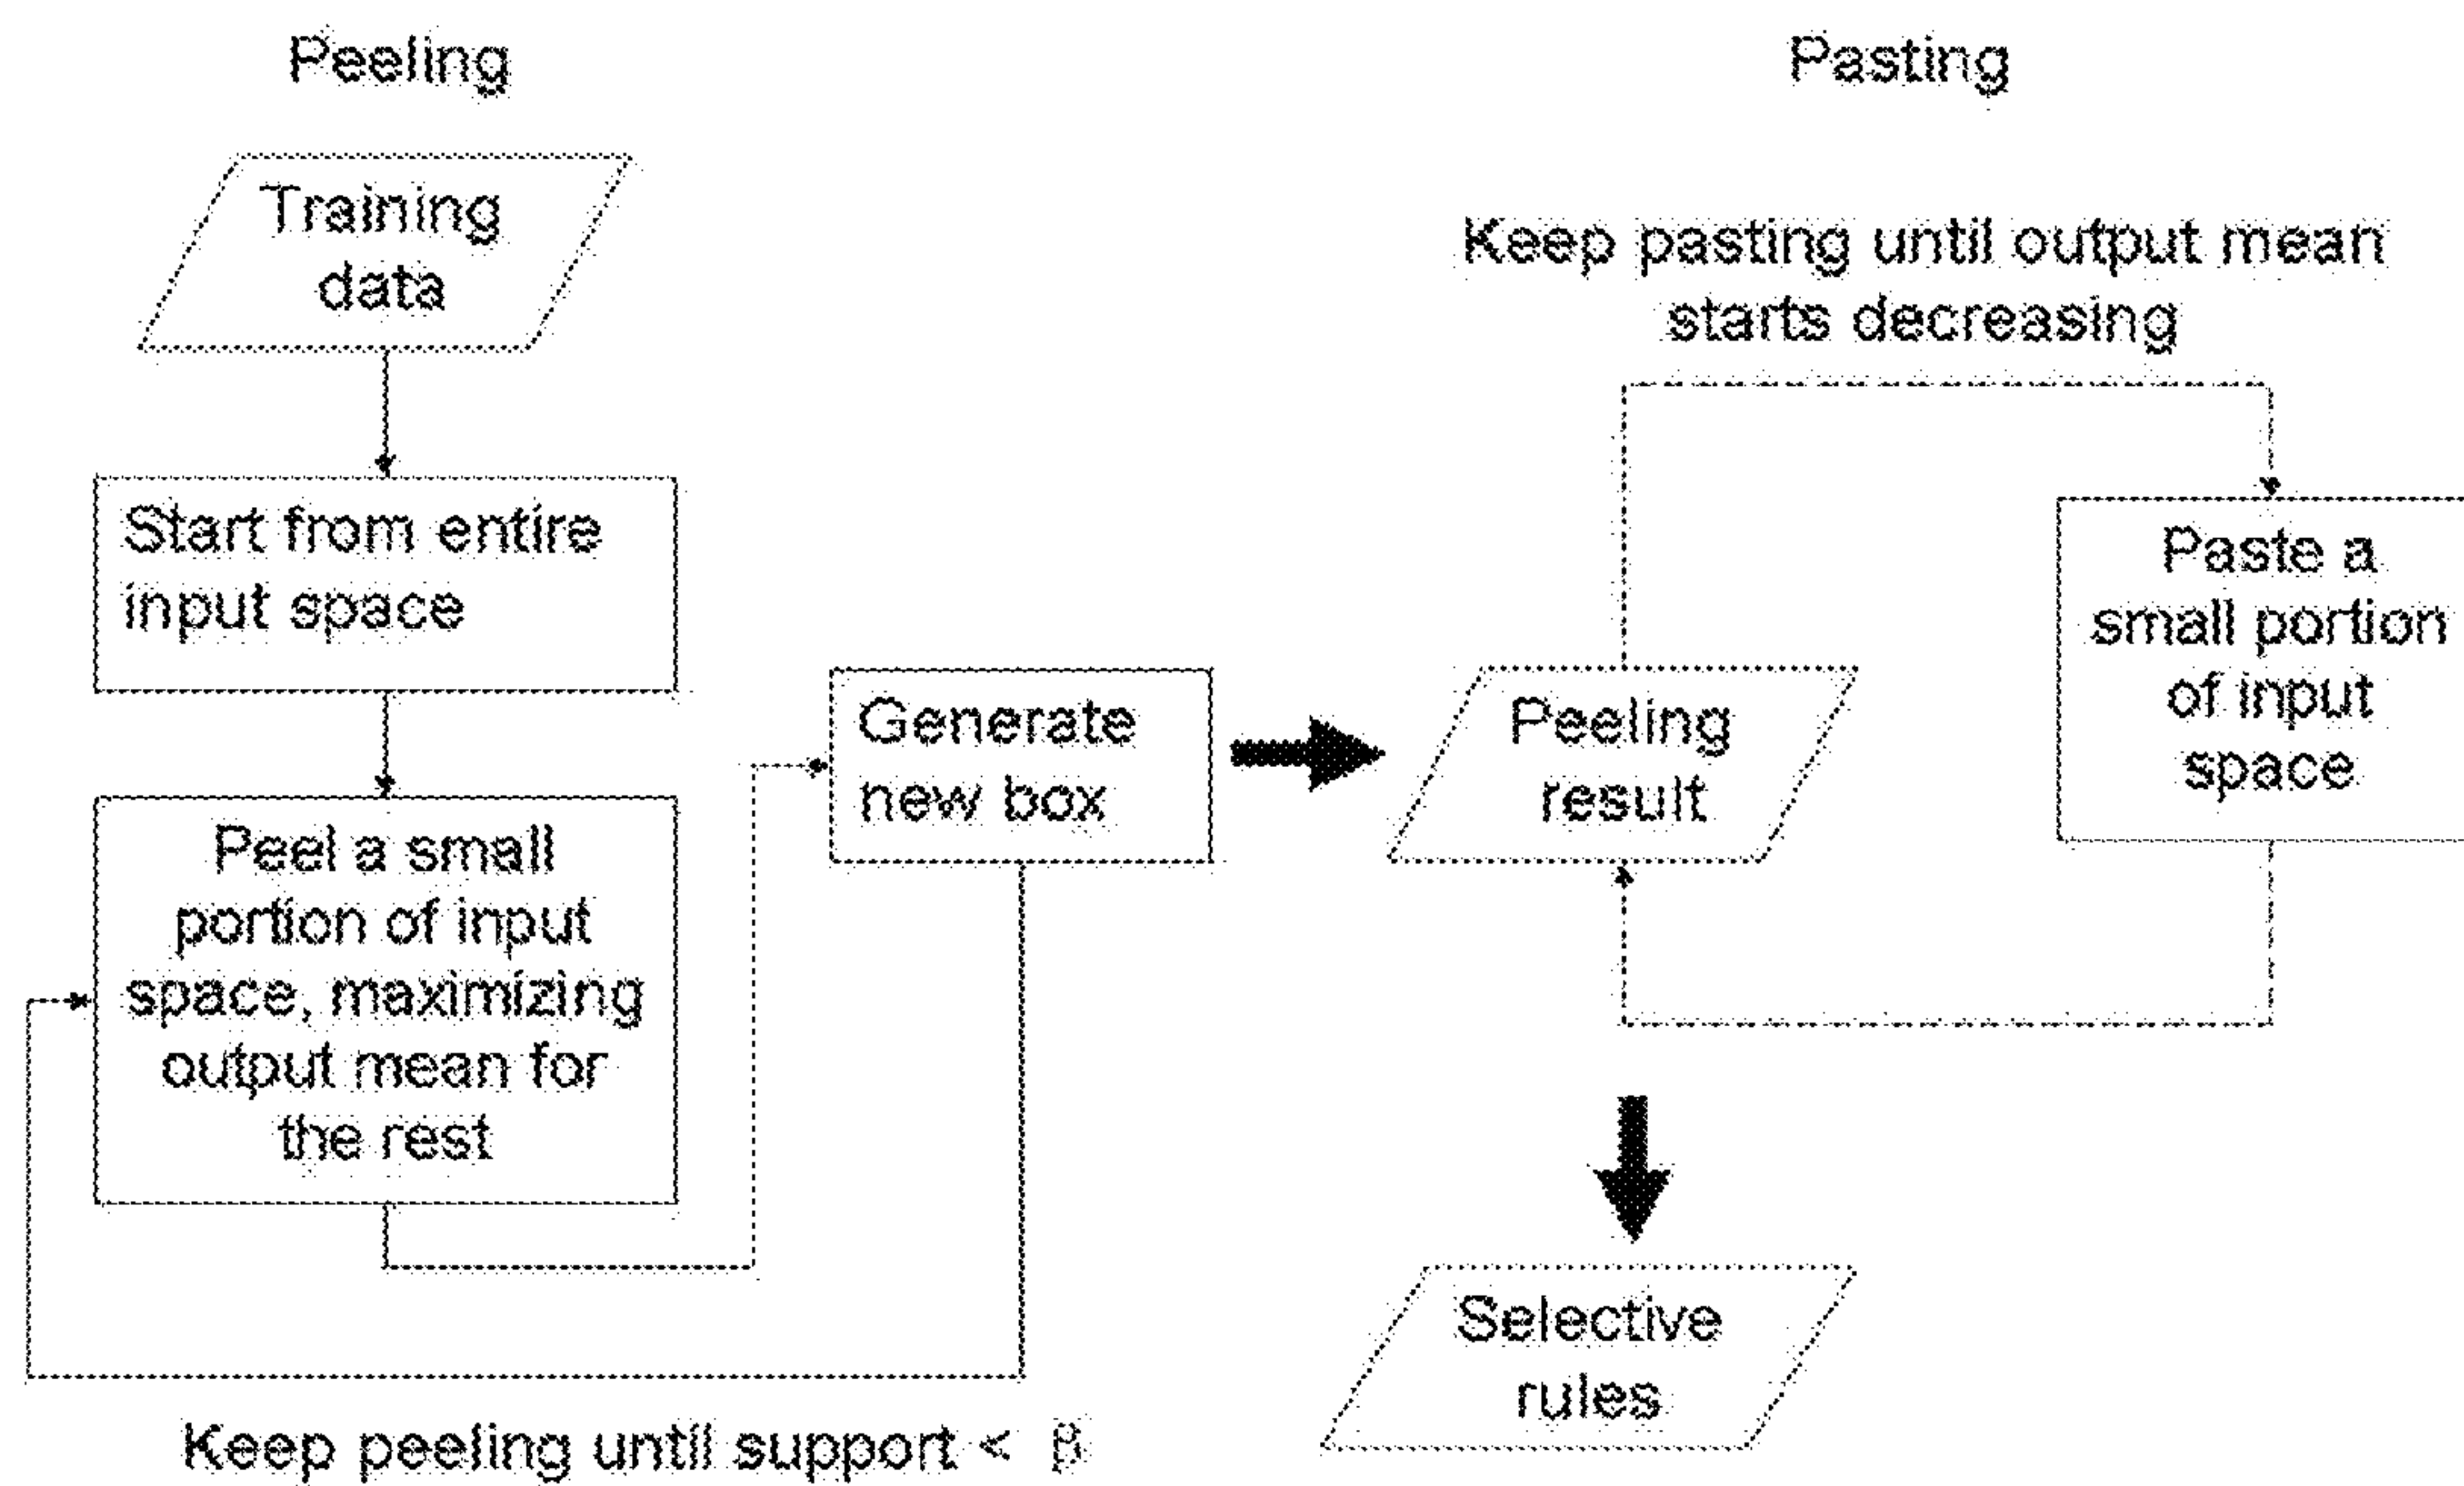 Peeling
Training
data
Start from entire
input space
Peel a small
portion of input
space, maximizing
output mean for
the rest
Generate
new box
Keep peeling until support < β
Pasting
Keep pasting until output mean
starts decreasing
Peeling
result
Paste a
small portion
of input
space
Selective
rules